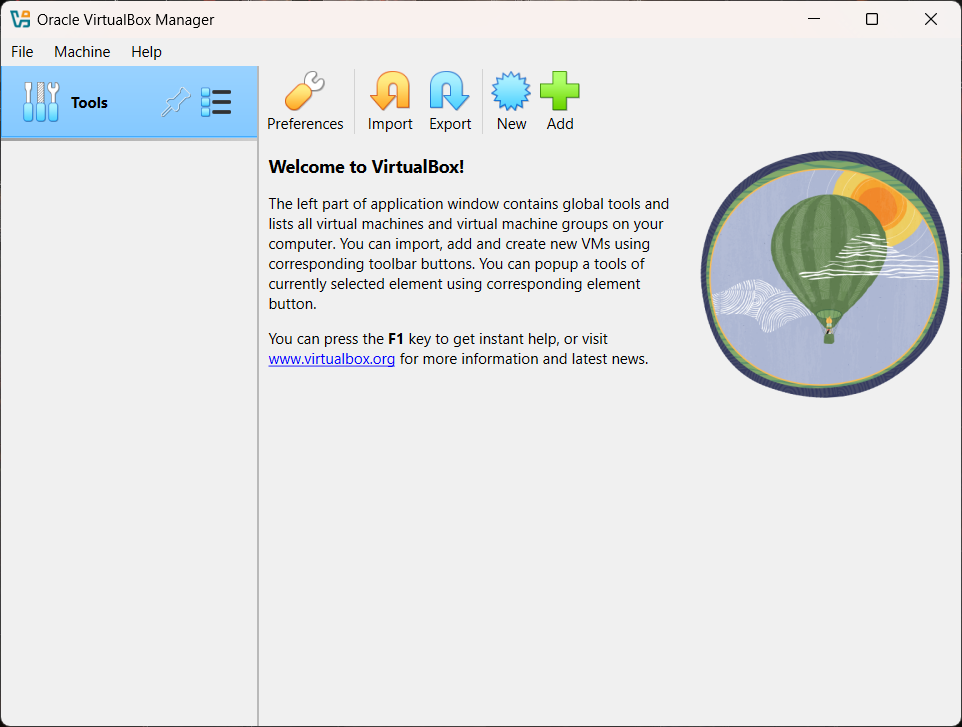 Oracle VirtualBox Manager
File Machine Help
Tools
Preferences Import Export New Add
Welcome to VirtualBox!
The left part of application window contains global tools and
lists all virtual machines and virtual machine groups on your
computer. You can import, add and create new VMs using
corresponding toolbar buttons. You can popup a tools of
currently selected element using corresponding element
button.
You can press the F1 key to get instant help, or visit
www.virtualbox.org for more information and latest news.